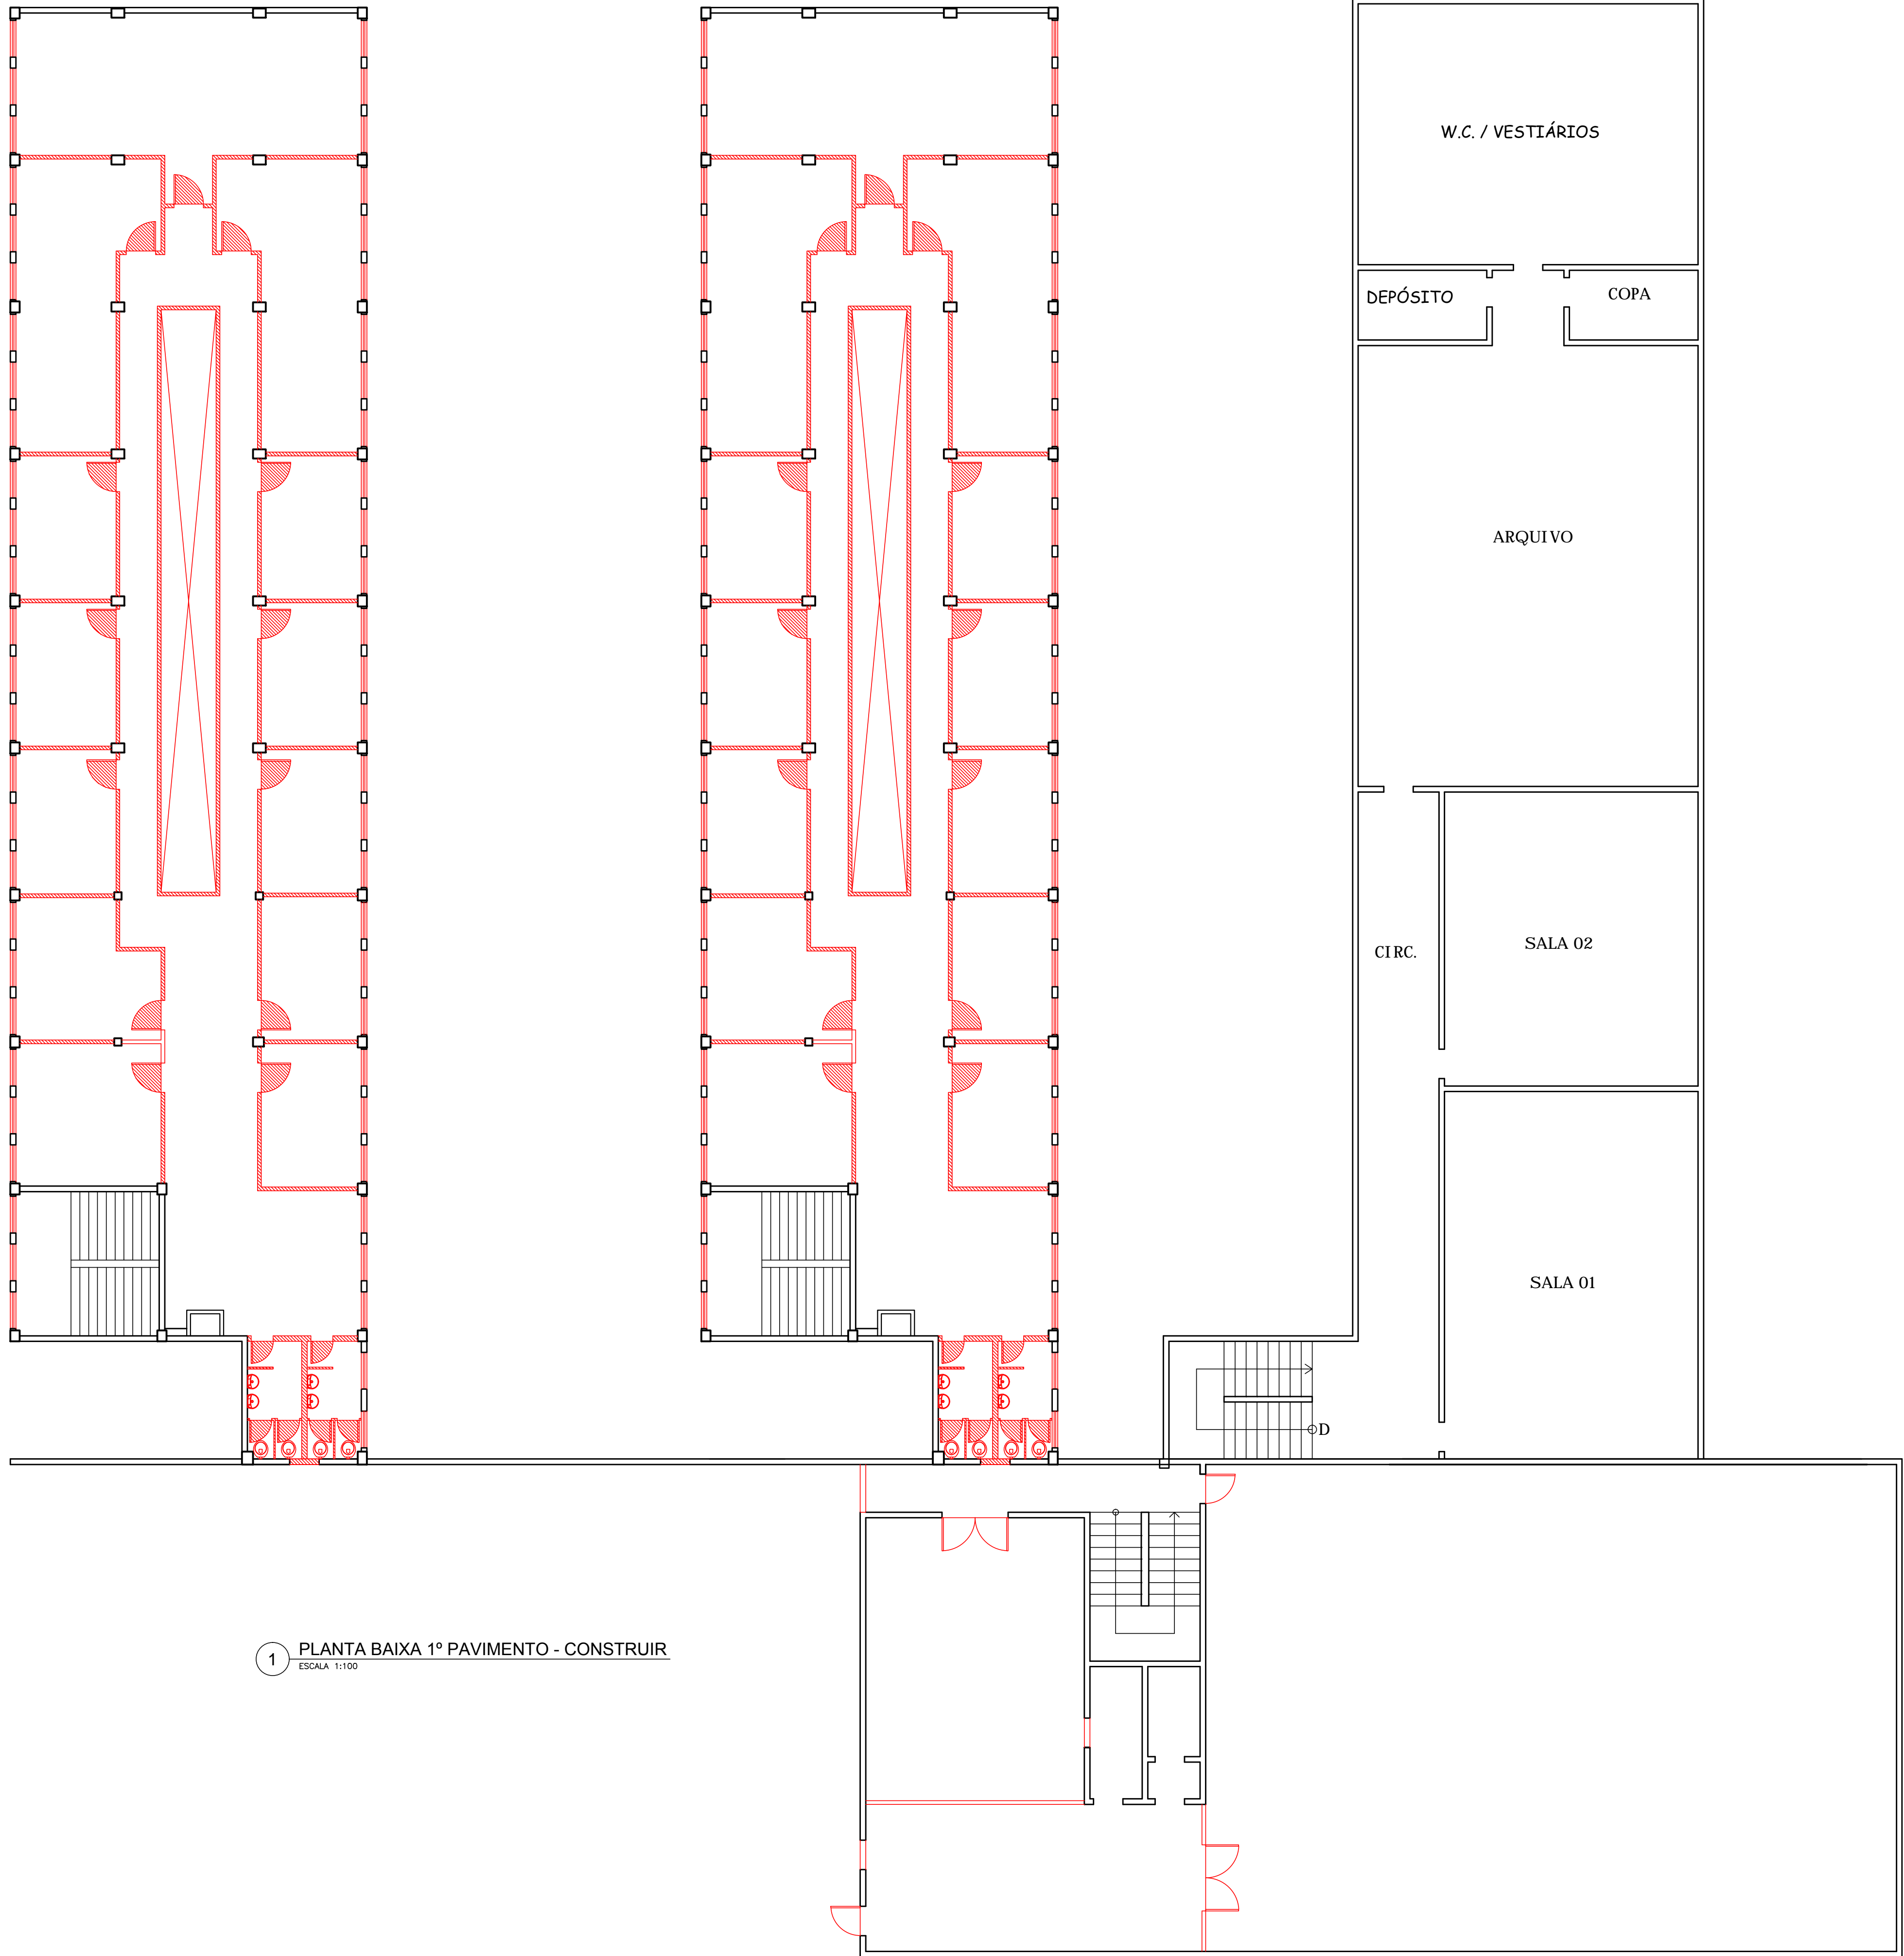 W.C. / VESTIÁRIOS
DEPÓSITO
COPA
ARQUIVO
CIRC.
SALA 02
SALA 01
D
1
PLANTA BAIXA 1º PAVIMENTO - CONSTRUIR
ESCALA 1:100